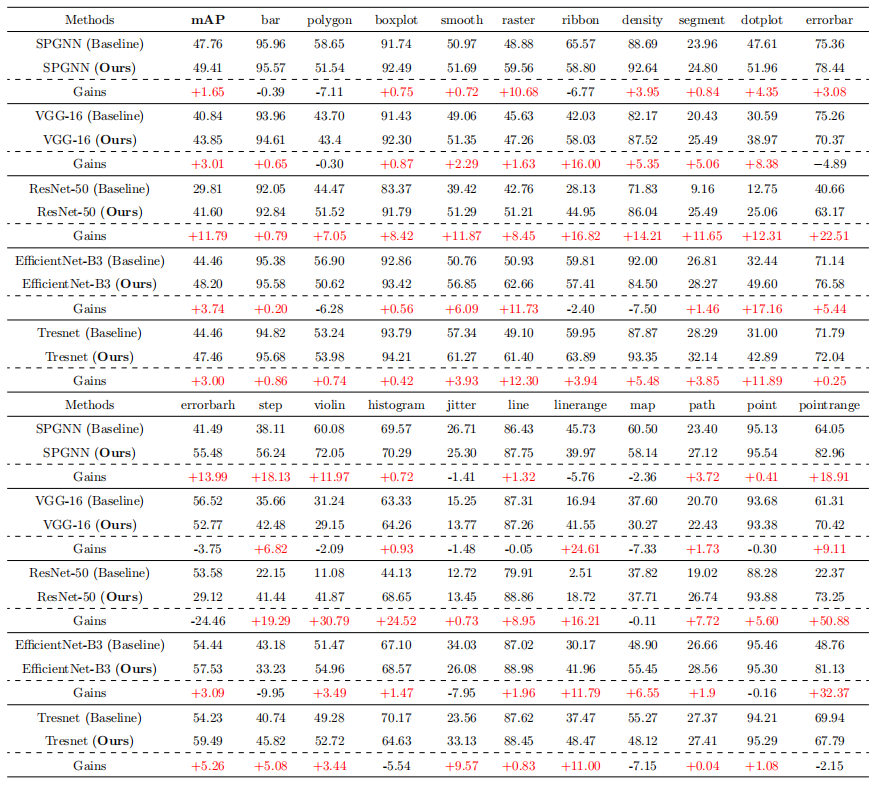 Methods mAP bar polygon boxplot smooth raster ribbon density segment dotplot errorbar
SPGNN (Baseline) 47.76 95.96 58.65 91.74 50.97 48.88 65.57 88.69 23.96 47.61 75.36
SPGNN (Ours) 49.41 95.57 51.54 92.49 51.69 59.56 58.80 92.64 24.80 51.96 78.44
Gains +1.65 -0.39 -7.11 +0.75 +0.72 +10.68 -6.77 +3.95 +0.84 +4.35 +3.08
VGG-16 (Baseline) 40.84 93.96 43.70 91.43 49.06 45.63 42.03 82.17 20.43 30.59 75.26
VGG-16 (Ours) 43.85 94.61 43.4 92.30 51.35 47.26 58.03 87.52 25.49 38.97 70.37
Gains +3.01 +0.65 -0.30 +0.87 +2.29 +1.63 +16.00 +5.35 +5.06 +8.38 −4.89
ResNet-50 (Baseline) 29.81 92.05 44.47 83.37 39.42 42.76 28.13 71.83 9.16 12.75 40.66
ResNet-50 (Ours) 41.60 92.84 51.52 91.79 51.29 51.21 44.95 86.04 25.49 25.06 63.17
Gains +11.79 +0.79 +7.05 +8.42 +11.87 +8.45 +16.82 +14.21 +11.65 +12.31 +22.51
EfficientNet-B3 (Baseline) 44.46 95.38 56.90 92.86 50.76 50.93 59.81 92.00 26.81 32.44 71.14
EfficientNet-B3 (Ours) 48.20 95.58 50.62 93.42 56.85 62.66 57.41 84.50 28.27 49.60 76.58
Gains +3.74 +0.20 -6.28 +0.56 +6.09 +11.73 -2.40 -7.50 +1.46 +17.16 +5.44
Tresnet (Baseline) 44.46 94.82 53.24 93.79 57.34 49.10 59.95 87.87 28.29 31.00 71.79
Tresnet (Ours) 47.46 95.68 53.98 94.21 61.27 61.40 63.89 93.35 32.14 42.89 72.04
Gains +3.00 +0.86 +0.74 +0.42 +3.93 +12.30 +3.94 +5.48 +3.85 +11.89 +0.25
Methods errorbarh step violin histogram jitter line linerange map path point pointrange
SPGNN (Baseline) 41.49 38.11 60.08 69.57 26.71 86.43 45.73 60.50 23.40 95.13 64.05
SPGNN (Ours) 55.48 56.24 72.05 70.29 25.30 87.75 39.97 58.14 27.12 95.54 82.96
Gains +13.99 +18.13 +11.97 +0.72 -1.41 +1.32 -5.76 -2.36 +3.72 +0.41 +18.91
VGG-16 (Baseline) 56.52 35.66 31.24 63.33 15.25 87.31 16.94 37.60 20.70 93.68 61.31
VGG-16 (Ours) 52.77 42.48 29.15 64.26 13.77 87.26 41.55 30.27 22.43 93.38 70.42
Gains -3.75 +6.82 -2.09 +0.93 -1.48 -0.05 +24.61 -7.33 +1.73 -0.30 +9.11
ResNet-50 (Baseline) 53.58 22.15 11.08 44.13 12.72 79.91 2.51 37.82 19.02 88.28 22.37
ResNet-50 (Ours) 29.12 41.44 41.87 68.65 13.45 88.86 18.72 37.71 26.74 93.88 73.25
Gains -24.46 +19.29 +30.79 +24.52 +0.73 +8.95 +16.21 -0.11 +7.72 +5.60 +50.88
EfficientNet-B3 (Baseline) 54.44 43.18 51.47 67.10 34.03 87.02 30.17 48.90 26.66 95.46 48.76
EfficientNet-B3 (Ours) 57.53 33.23 54.96 68.57 26.08 88.98 41.96 55.45 28.56 95.30 81.13
Gains +3.09 -9.95 +3.49 +1.47 -7.95 +1.96 +11.79 +6.55 +1.9 -0.16 +32.37
Tresnet (Baseline) 54.23 40.74 49.28 70.17 23.56 87.62 37.47 55.27 27.37 94.21 69.94
Tresnet (Ours) 59.49 45.82 52.72 64.63 33.13 88.45 48.47 48.12 27.41 95.29 67.79
Gains +5.26 +5.08 +3.44 -5.54 +9.57 +0.83 +11.00 -7.15 +0.04 +1.08 -2.15